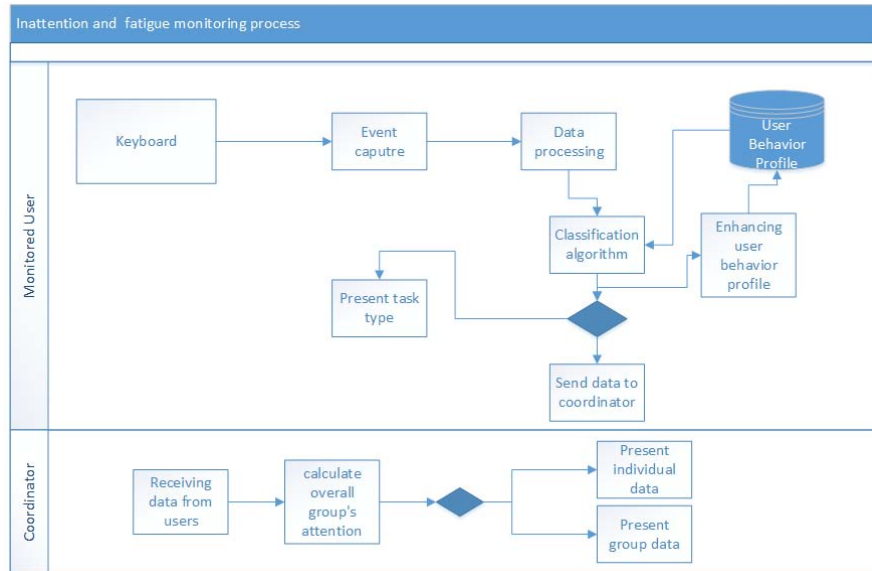 Inattention and fatigue monitoring process
Monitored User
Keyboard
Event
caputre
Data
processing
User
Behavior
Profile
Classification
algorithm
Enhancing
user
behavior
profile
Present task
type
Send data to
coordinator
Coordinator
Receiving
data from
users
calculate
overall
group's
attention
Present
individual
data
Present
group data